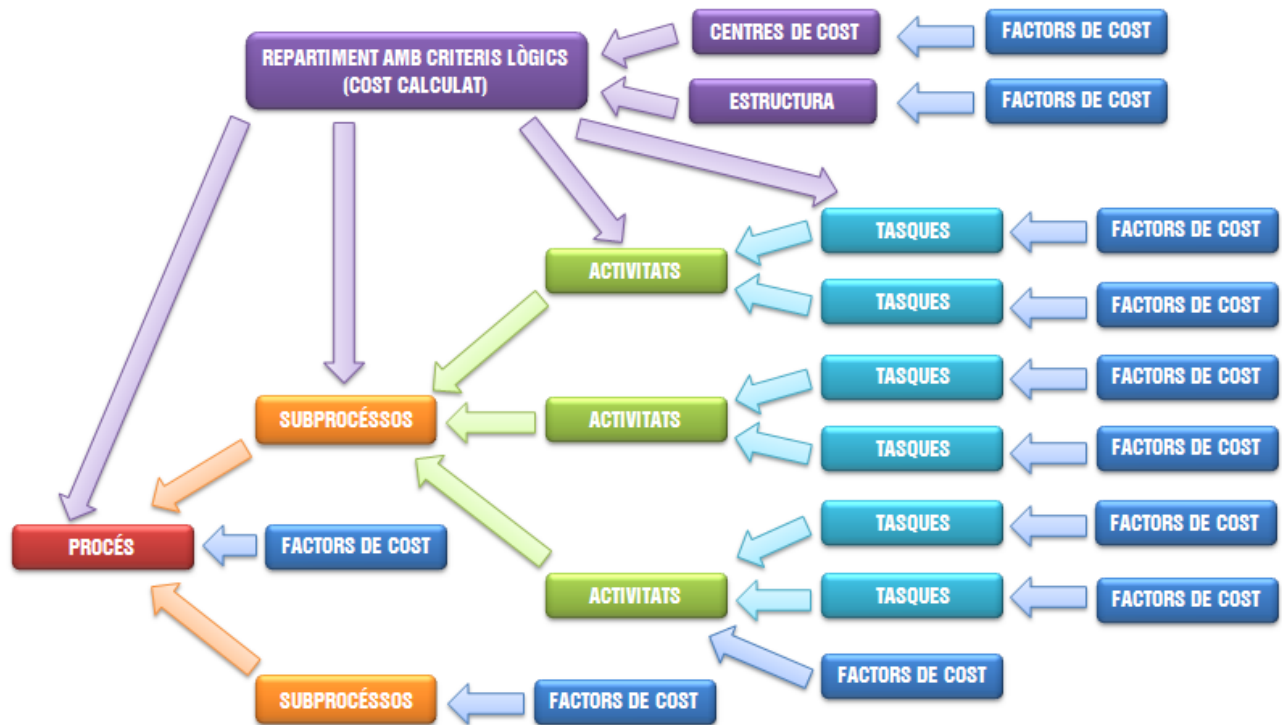 CENTRES DE COST
FACTORS DE COST
REPARTIMENT AMB CRITERIS LÒGICS
(COST CALCULAT)
ESTRUCTURA
FACTORS DE COST
TASQUES
FACTORS DE COST
ACTIVITATS
TASQUES
FACTORS DE COST
TASQUES
FACTORS DE COST
SUBPROCÉSSOS
ACTIVITATS
TASQUES
FACTORS DE COST
TASQUES
FACTORS DE COST
PROCÉS
FACTORS DE COST
ACTIVITATS
TASQUES
FACTORS DE COST
FACTORS DE COST
SUBPROCÉSSOS
FACTORS DE COST